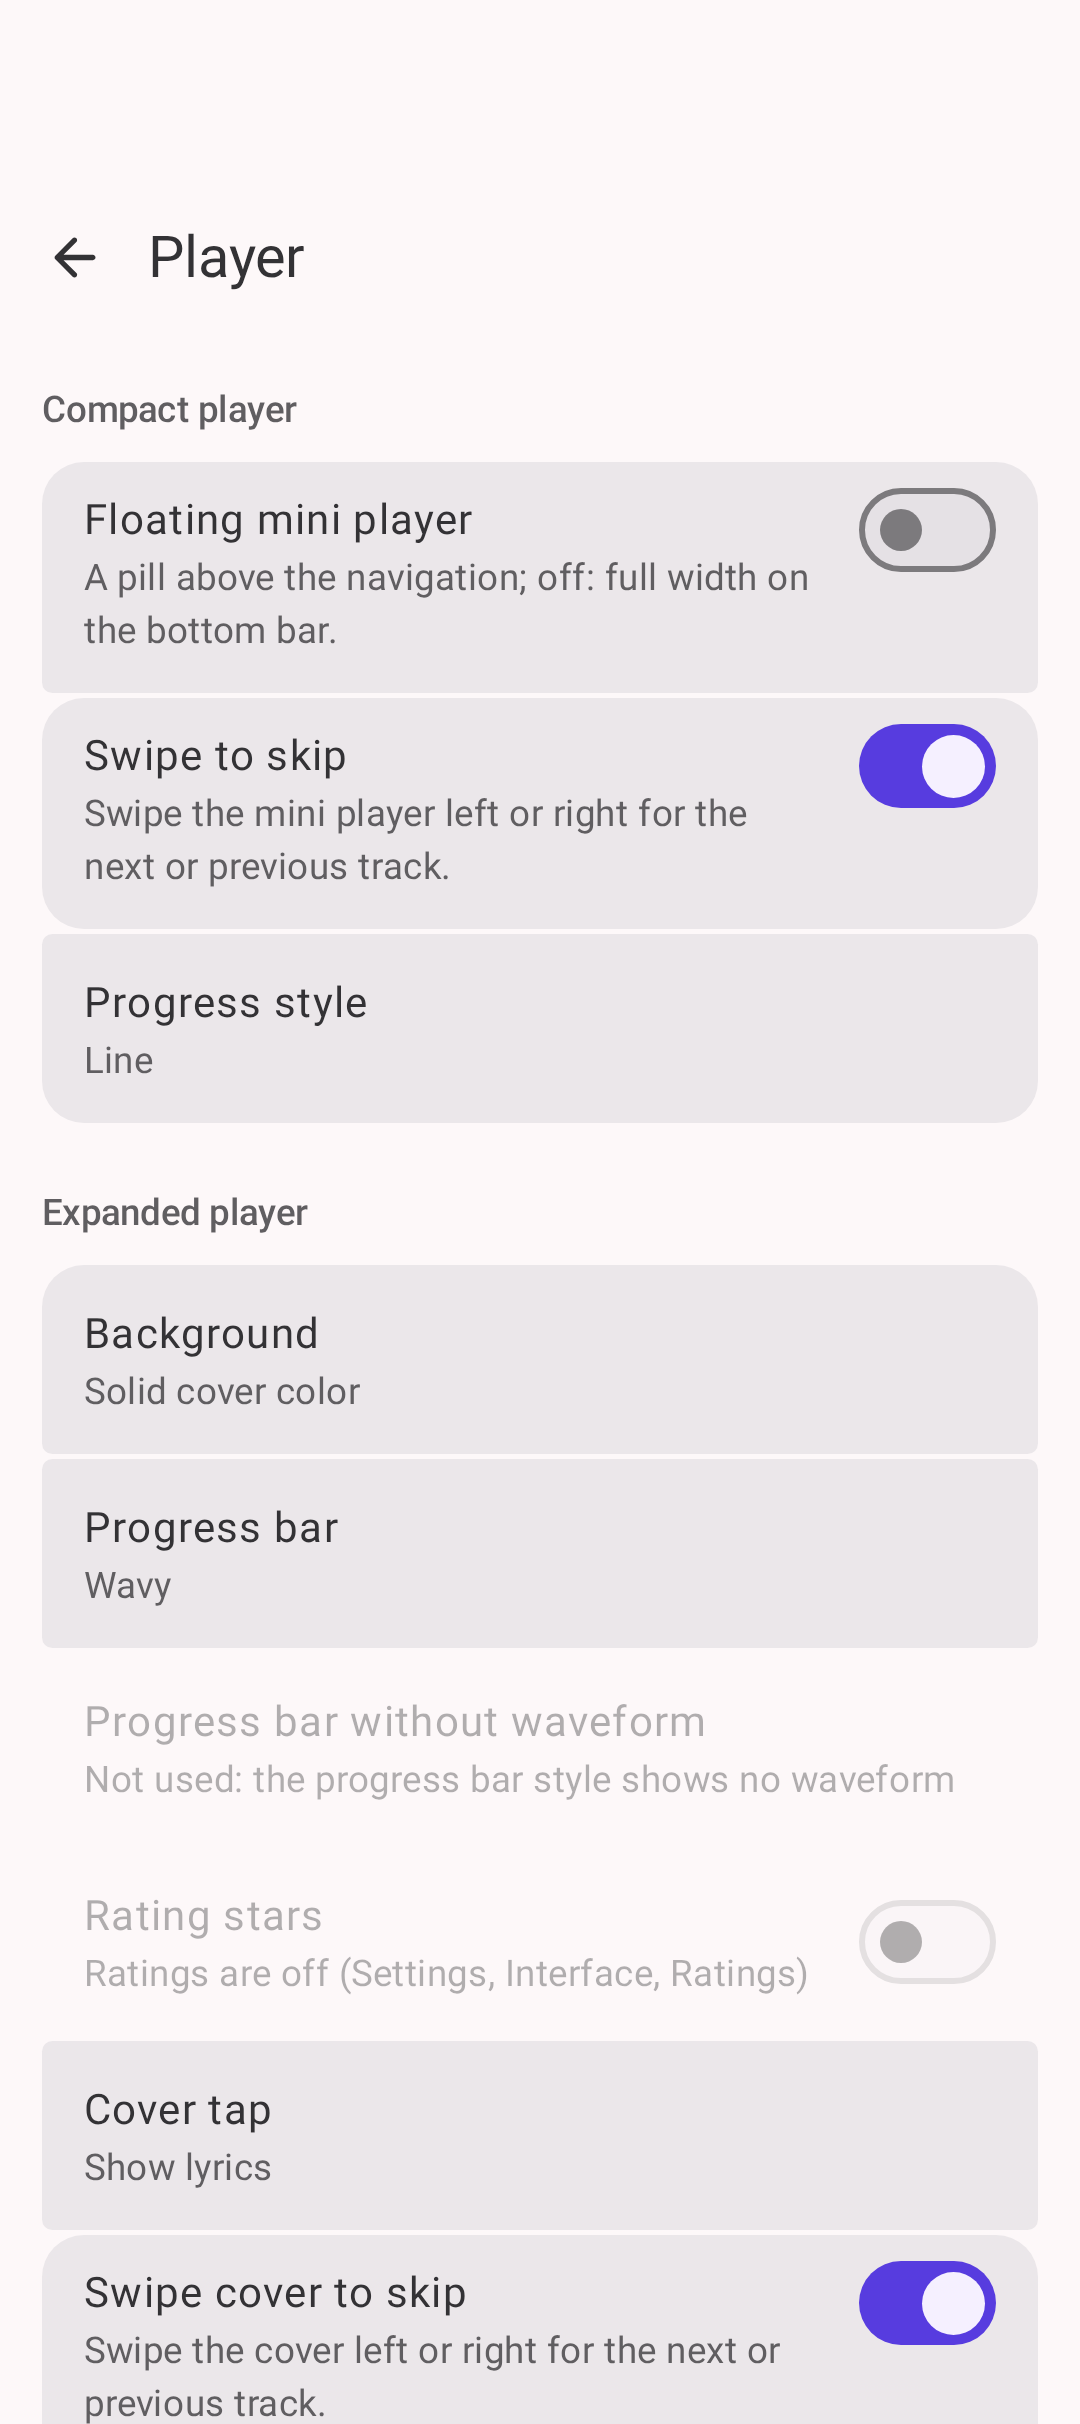 Player
Compact player
Floating mini player
A pill above the navigation; off: full width on
the bottom bar.
Swipe to skip
Swipe the mini player left or right for the
next or previous track.
Progress style
Line
Expanded player
Background
Solid cover color
Progress bar
Wavy
Progress bar without waveform
Not used: the progress bar style shows no waveform
Rating stars
Ratings are off (Settings, Interface, Ratings)
Cover tap
Show lyrics
Swipe cover to skip
Swipe the cover left or right for the next or
previous track.